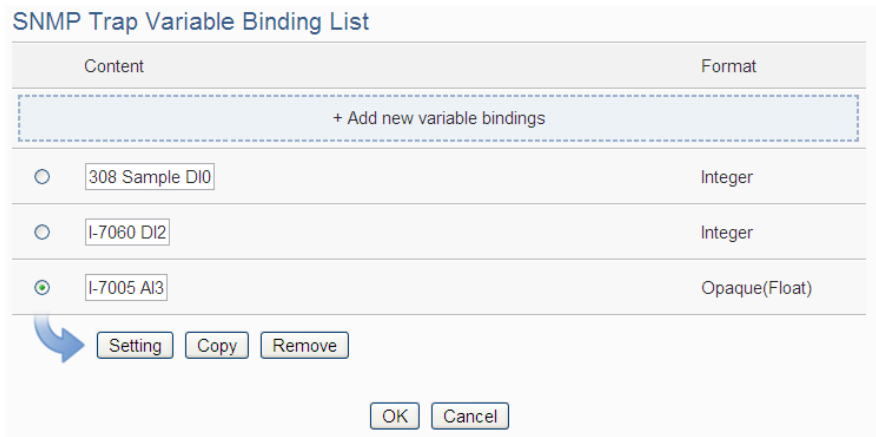 SNMP Trap Variable Binding List
Content Format
+ Add new variable bindings
308 Sample DI0 Integer
I-7060 DI2 Integer
I-7005 AI3 Opaque(Float)
Setting Copy Remove
OK Cancel